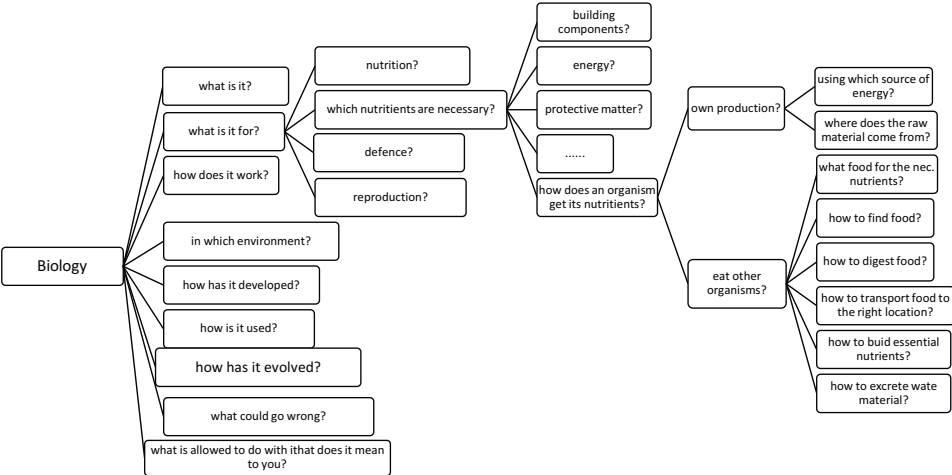 Biology
what is it?
what is it for?
how does it work?
in which environment?
how has it developed?
how is it used?
how has it evolved?
what could go wrong?
what is allowed to do with ithat does it mean
to you?
nutrition?
which nutritients are necessary?
defence?
reproduction?
building
components?
energy?
protective matter?
......
how does an organism
get its nutritients?
own production?
eat other
organisms?
using which source of
energy?
where does the raw
material come from?
what food for the nec.
nutrients?
how to find food?
how to digest food?
how to transport food to
the right location?
how to buid essential
nutrients?
how to excrete wate
material?